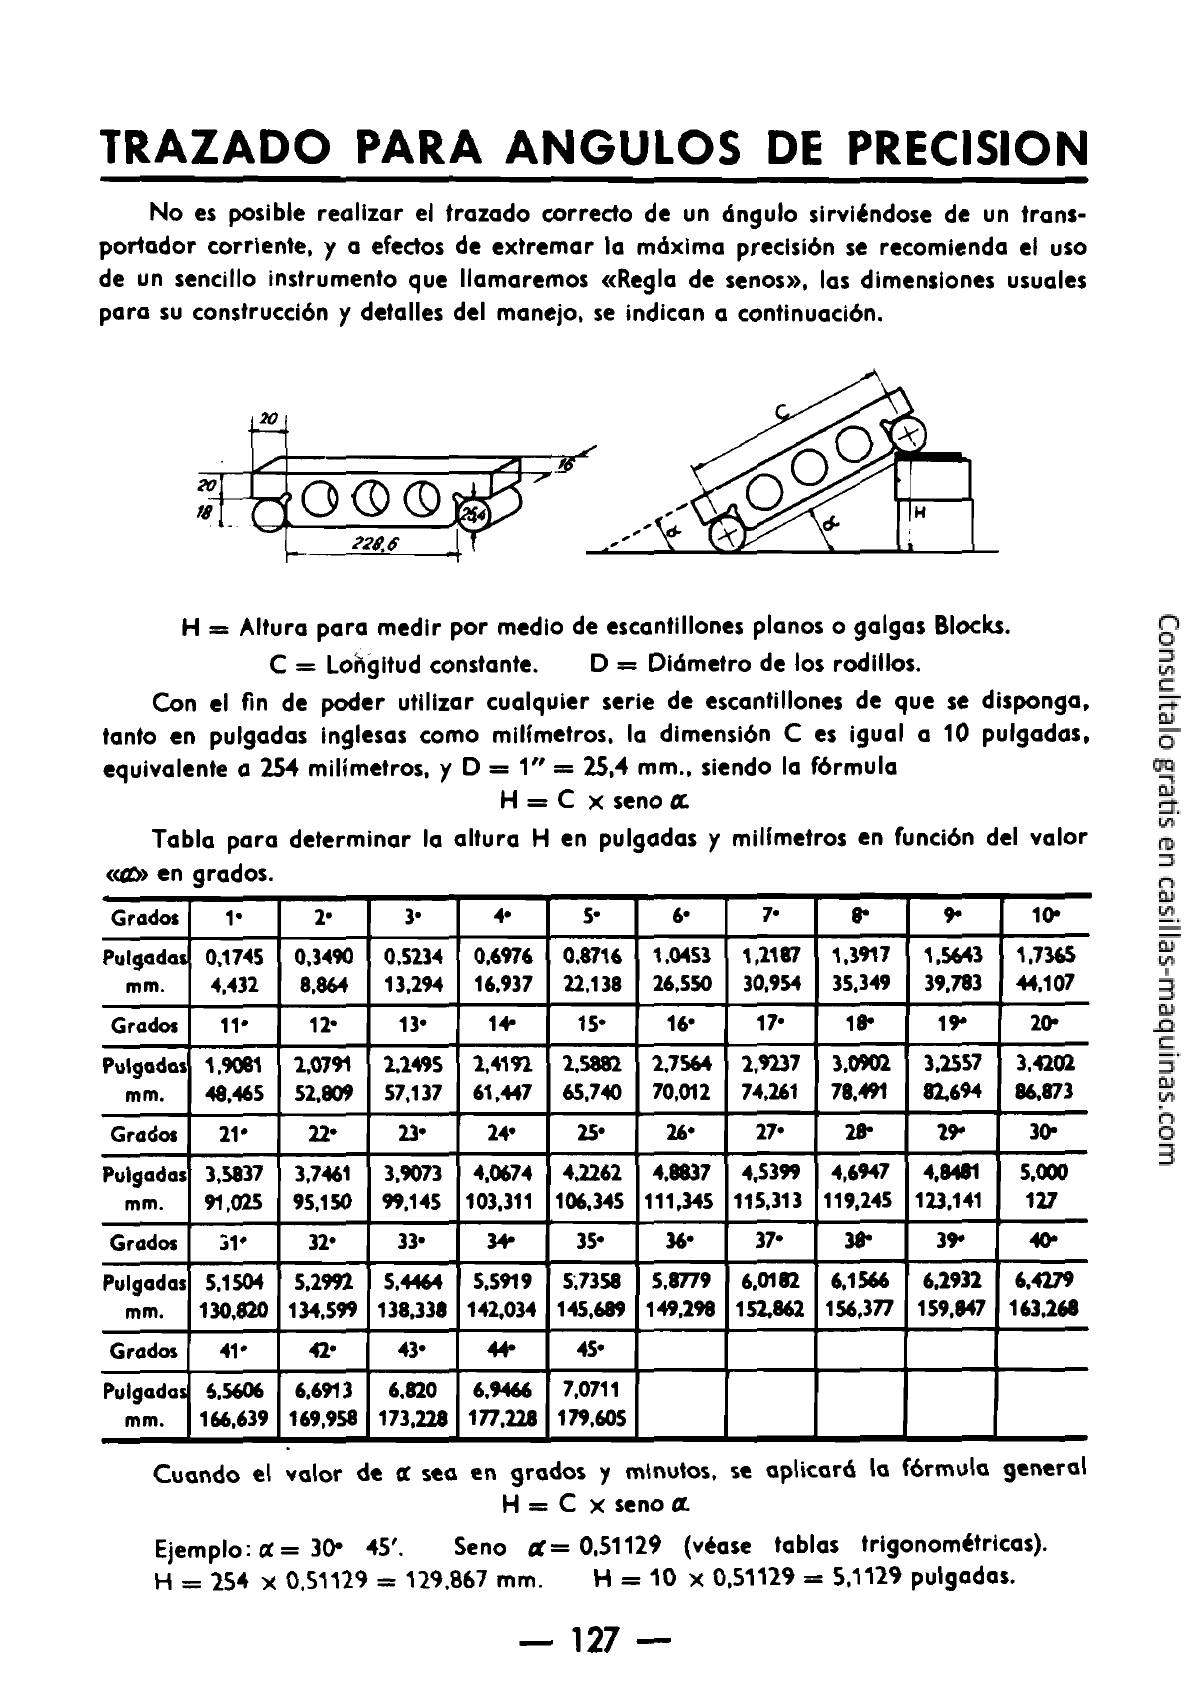 TRAZADO PARA ANGULOS DE PRECISION
No es posible realizar el trazado correcto de un ángulo sirviéndose de un trans-
portador corriente, y a efectos de extremar la máxima precisión se recomienda el uso
de un sencillo instrumento que llamaremos «Regla de senos», las dimensiones usuales
para su construcción y detalles del manejo, se indican a continuación.
20
16
20
18
25,4
228,6
C
α
α
H
H = Altura para medir por medio de escantillones planos o galgas Blocks.
C = Longitud constante. D = Diámetro de los rodillos.
Con el fin de poder utilizar cualquier serie de escantillones de que se disponga,
tanto en pulgadas inglesas como milímetros, la dimensión C es igual a 10 pulgadas,
equivalente a 254 milímetros, y D = 1" = 25,4 mm., siendo la fórmula
H = C x seno α
Tabla para determinar la altura H en pulgadas y milímetros en función del valor
«α» en grados.
Grados 1° 2° 3° 4° 5° 6° 7° 8° 9° 10°
Pulgadas 0,1745 0,3490 0,5234 0,6976 0,8716 1,0453 1,2187 1,3917 1,5643 1,7365
mm. 4,432 8,864 13,294 16,937 22,138 26,550 30,954 35,349 39,783 44,107
Grados 11° 12° 13° 14° 15° 16° 17° 18° 19° 20°
Pulgadas 1,9081 2,0791 2,2495 2,4192 2,5882 2,7564 2,9237 3,0902 3,2557 3,4202
mm. 48,465 52,809 57,137 61,447 65,740 70,012 74,261 78,491 82,694 86,873
Grados 21° 22° 23° 24° 25° 26° 27° 28° 29° 30°
Pulgadas 3,5837 3,7461 3,9073 4,0674 4,2262 4,8837 4,5399 4,6947 4,8481 5,000
mm. 91,025 95,150 99,145 103,311 106,345 111,345 115,313 119,245 123,141 127
Grados 31° 32° 33° 34° 35° 36° 37° 38° 39° 40°
Pulgadas 5,1504 5,2992 5,4464 5,5919 5,7358 5,8779 6,0182 6,1566 6,2932 6,4279
mm. 130,820 134,599 138,338 142,034 145,689 149,298 152,862 156,377 159,847 163,268
Grados 41° 42° 43° 44° 45°
Pulgadas 6,5606 6,6913 6,820 6,9466 7,0711
mm. 166,639 169,958 173,228 177,228 179,605
Cuando el valor de α sea en grados y minutos, se aplicará la fórmula general
H = C x seno α
Ejemplo: α = 30° 45'. Seno α = 0,51129 (véase tablas trigonométricas).
H = 254 x 0,51129 = 129,867 mm. H = 10 x 0,51129 = 5,1129 pulgadas.
— 127 —
Consultalo gratis en casillas-maquinas.com